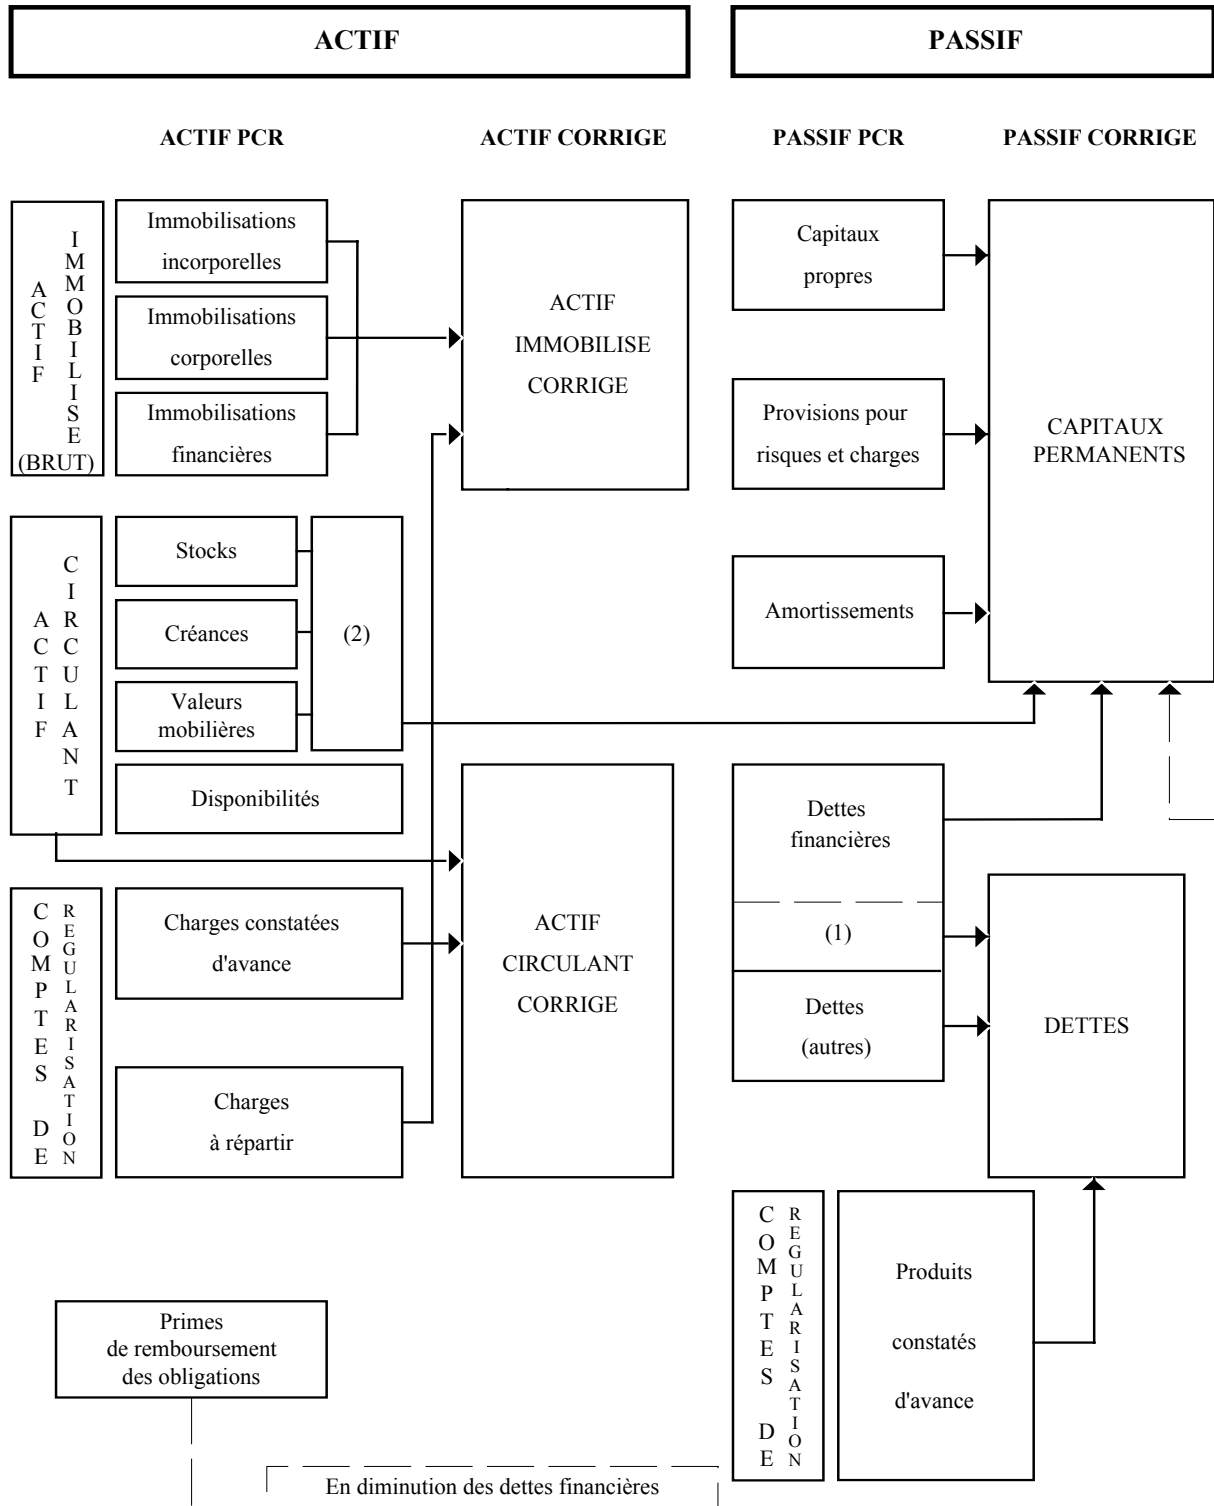 ACTIF
PASSIF
ACTIF PCR
ACTIF CORRIGE
PASSIF PCR
PASSIF CORRIGE
ACTIF
IMMOBILISE
(BRUT)
Immobilisations
incorporelles
Immobilisations
corporelles
Immobilisations
financières
ACTIF
IMMOBILISE
CORRIGE
Capitaux
propres
Provisions pour
risques et charges
Amortissements
CAPITAUX
PERMANENTS
ACTIF
CIRCULANT
Stocks
Créances
Valeurs
mobilières
(2)
Disponibilités
Dettes
financières
(1)
Dettes
(autres)
DETTES
COMPTES DE
REGULARISATION
Charges constatées
d'avance
Charges
à répartir
ACTIF
CIRCULANT
CORRIGE
COMPTES DE
REGULARISATION
Produits
constatés
d'avance
Primes
de remboursement
des obligations
En diminution des dettes financières